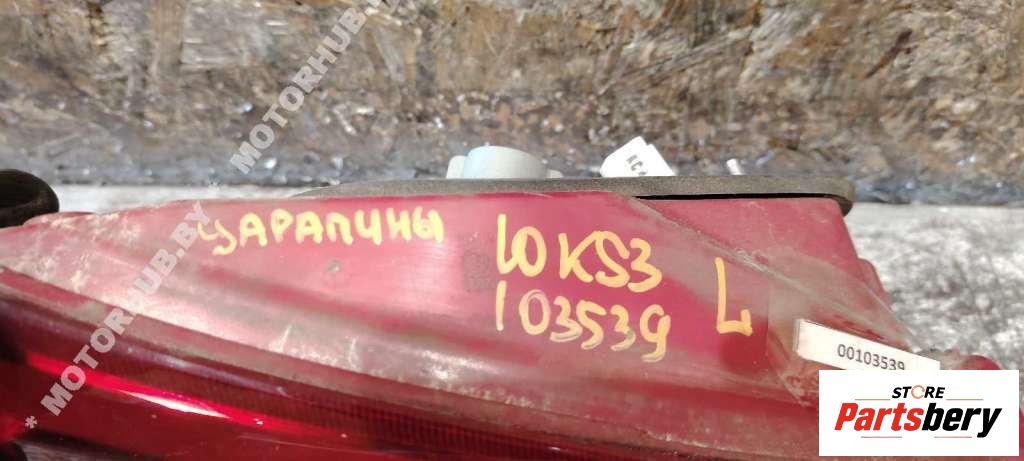 * MOTORHUB.BY * MOTORHUB.BY
ЦАРАПИНЫ
10KS3
103539
L
00103539
STORE
Partsbery